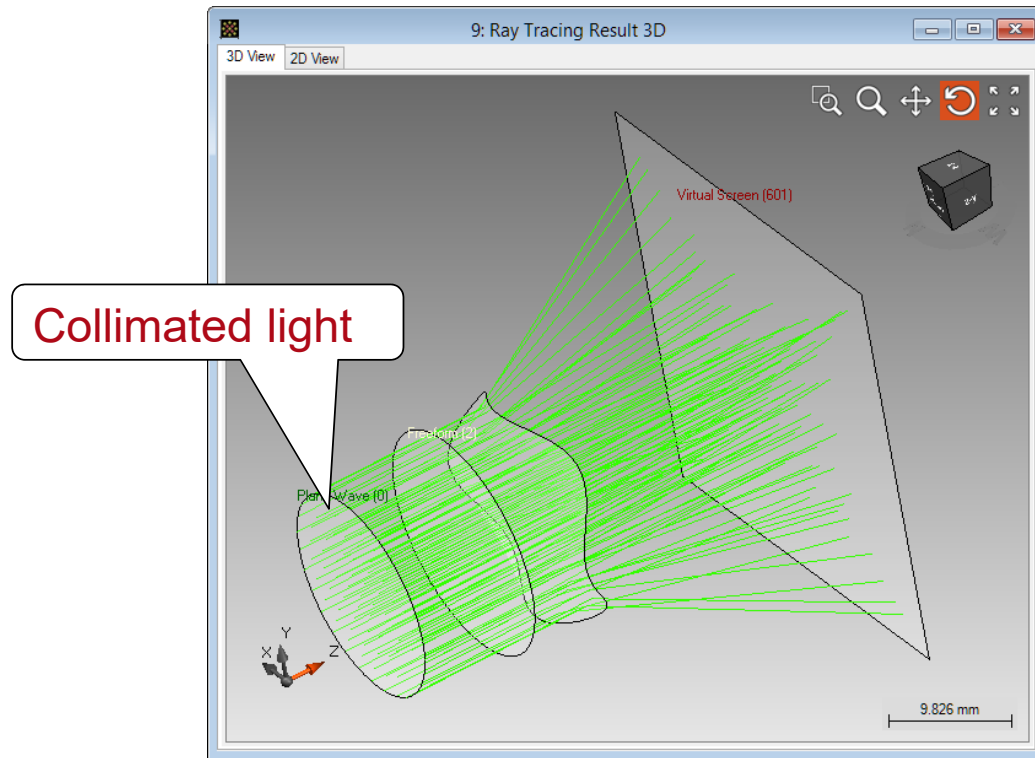 9: Ray Tracing Result 3D
3D View
2D View
Virtual Screen (601)
Collimated light
Freeform (2)
Plane Wave (0)
Y
X
Z
9.826 mm